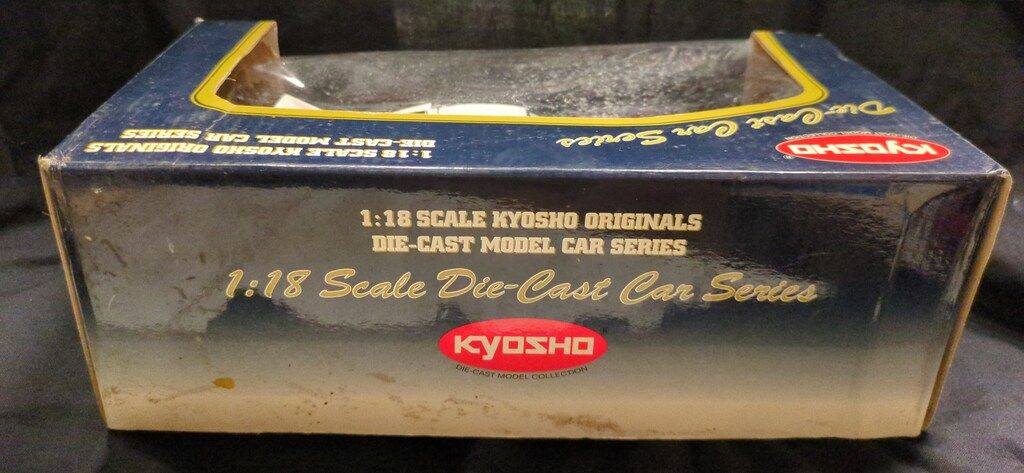 Die-Cast Car Series
KYOSHO
1:18 SCALE KYOSHO ORIGINALS
DIE-CAST MODEL CAR SERIES
1:18 SCALE KYOSHO ORIGINALS
DIE-CAST MODEL CAR SERIES
1:18 Scale Die-Cast Car Series
KYOSHO
DIE-CAST MODEL COLLECTION